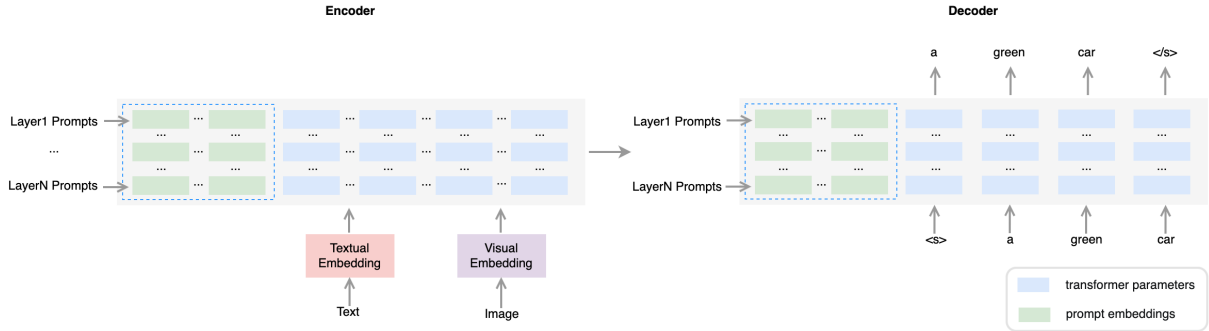 Encoder
Decoder
a green car </s>
Layer1 Prompts
...
LayerN Prompts
... ... ... ...
... ... ... ... ...
... ... ... ...
... ... ... ... ...
... ... ... ...
Textual
Embedding
Visual
Embedding
Text
Image
Layer1 Prompts
LayerN Prompts
...
... ... ... ... ... ...
...
... ... ... ... ... ...
...
<s> a green car
transformer parameters
prompt embeddings